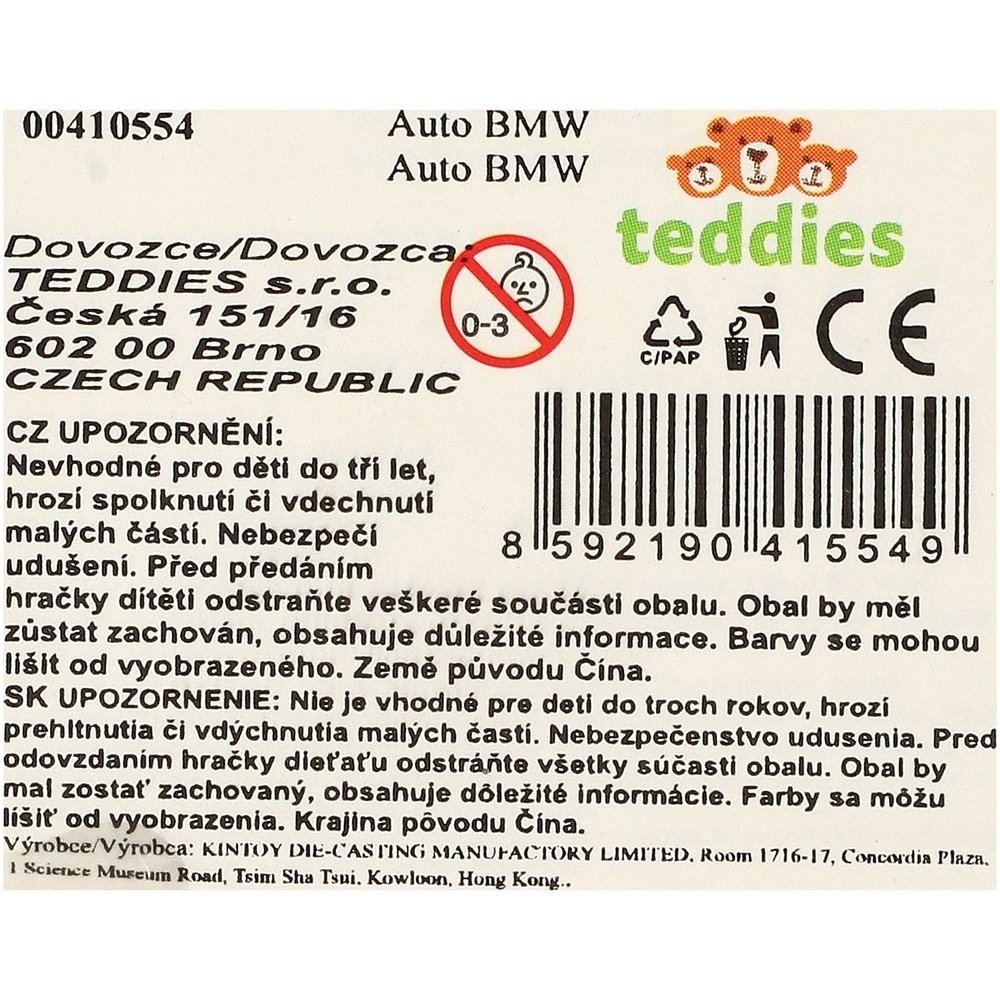 00410554
Auto BMW
Auto BMW
teddies
Dovozce/Dovozca:
TEDDIES s.r.o.
Česká 151/16
602 00 Brno
CZECH REPUBLIC
0-3
C/PAP
CE
CZ UPOZORNĚNÍ:
Nevhodné pro děti do tří let,
hrozí spolknutí či vdechnutí
malých částí. Nebezpečí
udušení. Před předáním
hračky dítěti odstraňte veškeré součásti obalu. Obal by měl
zůstat zachován, obsahuje důležité informace. Barvy se mohou
lišit od vyobrazeného. Země původu Čína.
8 592190 415549
SK UPOZORNENIE: Nie je vhodné pre deti do troch rokov, hrozí
prehltnutia či vdýchnutia malých častí. Nebezpečenstvo udusenia. Pred
odovzdaním hračky dieťaťu odstráňte všetky súčasti obalu. Obal by
mal zostať zachovaný, obsahuje dôležité informácie. Farby sa môžu
líšiť od vyobrazenia. Krajina pôvodu Čína.
Výrobce/Výrobca: KINTOY DIE-CASTING MANUFACTORY LIMITED, Room 1716-17, Concordia Plaza,
1 Science Museum Road, Tsim Sha Tsui, Kowloon, Hong Kong..